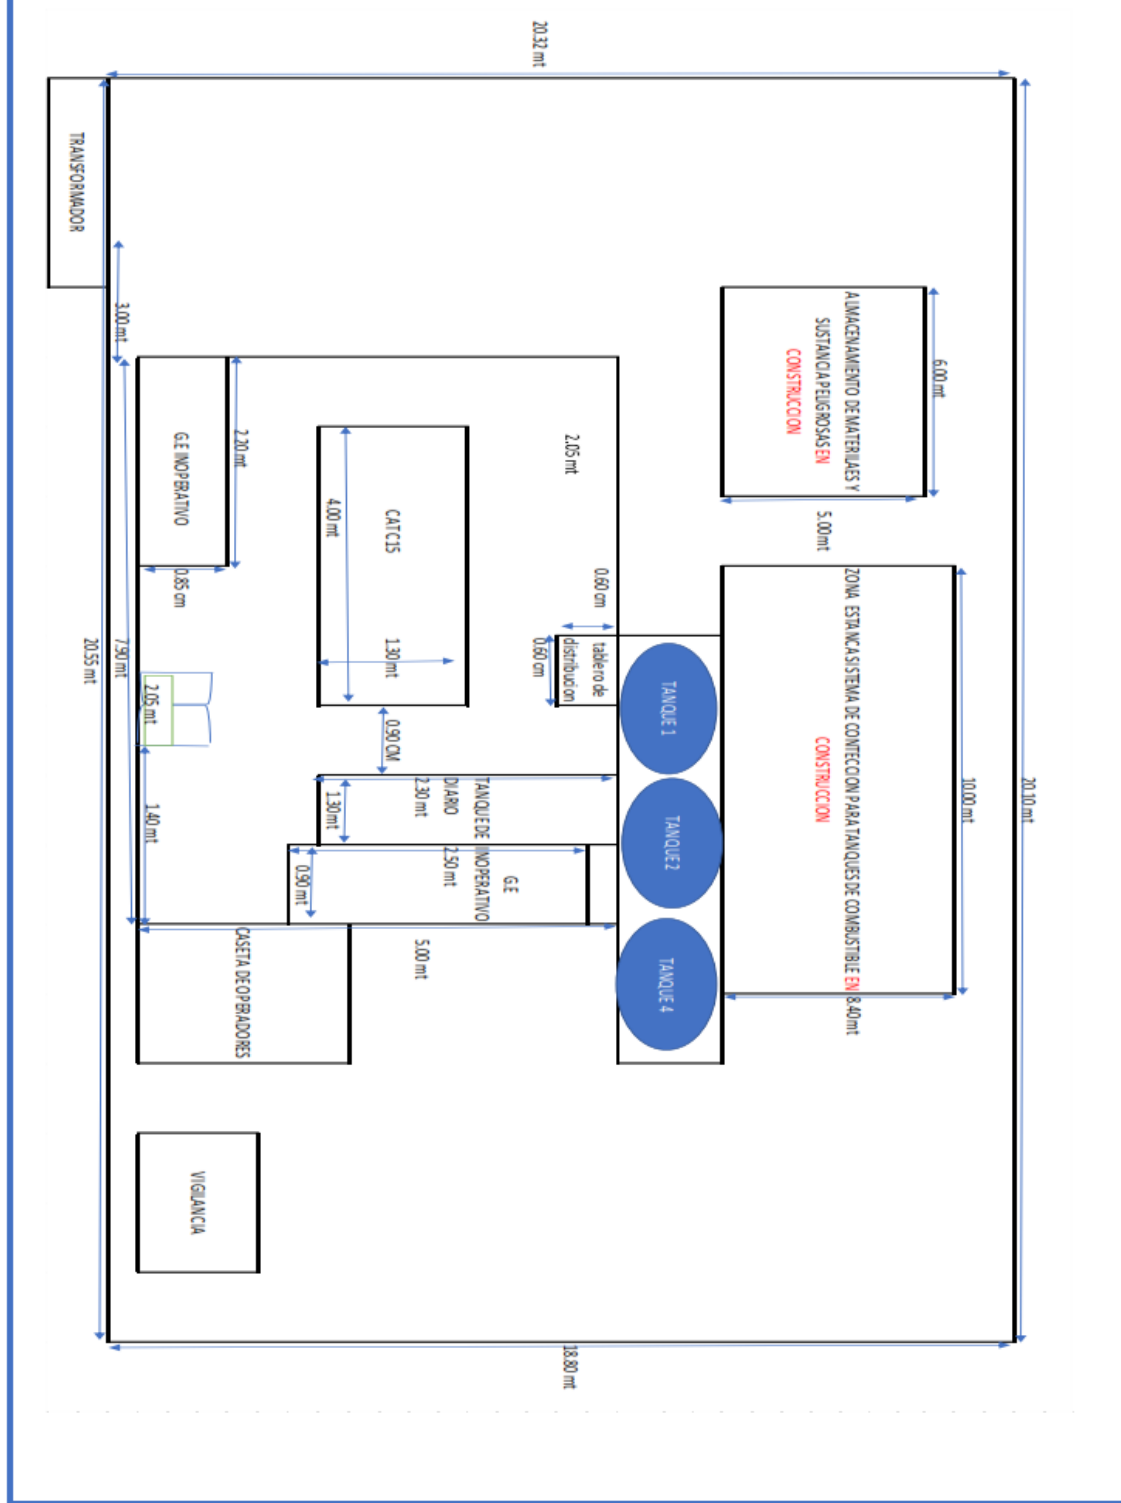 20.10 mt
6.00 mt
10.00 mt
ALMACENAMIENTO DE MATERILAES Y
SUSTANCIA PELIGROSAS EN
CONSTRUCCION
5.00mt
ZONA ESTANCA SISTEMA DE CONTECCION PARA TANQUES DE COMBUSTIBLE EN
CONSTRUCCION
8.40mt
TANQUE 1
TANQUE 2
TANQUE 4
20.32 mt
2.05 mt
0.60 cm
tablero de
distribucion
0.60 cm
18.80 mt
CATC15
4.00 mt
1.30 mt
0.90 CM
TANQUE DE
DIARIO
2.30 mt
1.30 mt
G.E
INOPERATIVO
2.50 mt
0.90 mt
5.00 mt
2.20 mt
G.E INOPERATIVO
0.85 cm
CASETA DE OPERADORES
VIGILANCIA
2.05 mt
1.40 mt
3.00 mt
7.90 mt
20.55 mt
TRANSFORMADOR